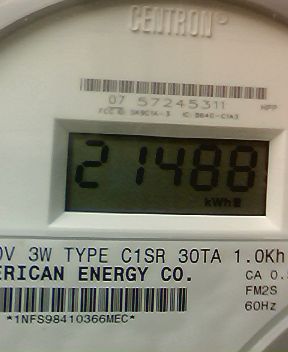 CENTRON®
07 57245311 HPP
21488
kWh
0V 3W TYPE C1SR 30TA 1.0Kh
ERICAN ENERGY CO. CA 0.
FM2S
*1NFS98410366MEC* 60Hz